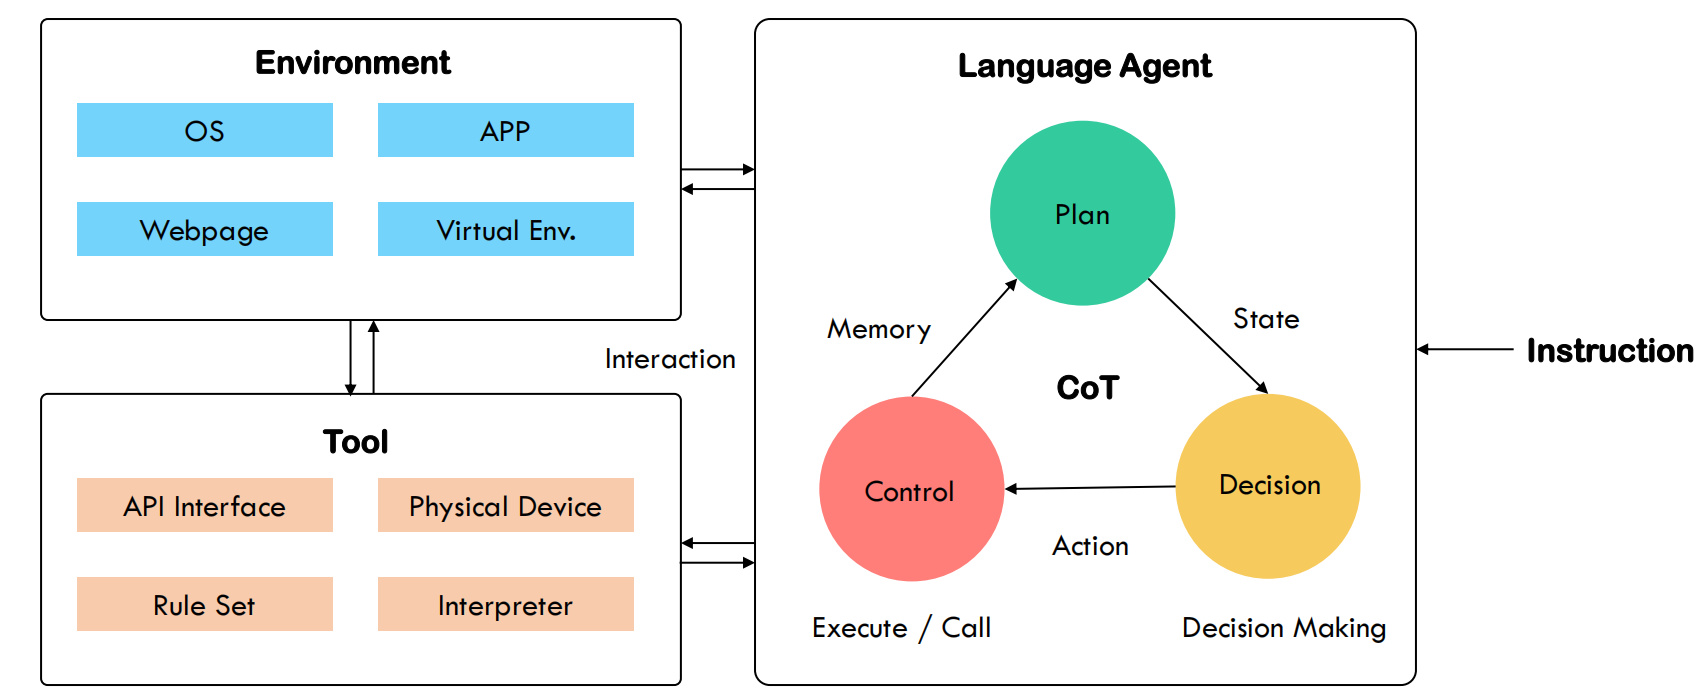 Environment
OS
APP
Webpage
Virtual Env.
Interaction
Tool
API Interface
Physical Device
Rule Set
Interpreter
Language Agent
Plan
Memory
State
CoT
Control
Decision
Action
Execute / Call
Decision Making
Instruction